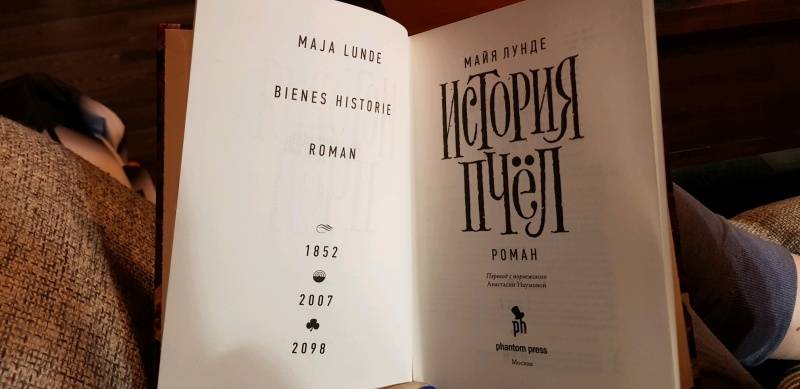 MAJA LUNDE
BIENES HISTORIE
ROMAN
1852
2007
2098
МАЙЯ ЛУНДЕ
ИСТОРИЯ
ПЧЁЛ
РОМАН
Перевод с норвежского
Анастасии Наумовой
ph
phantom press
Москва